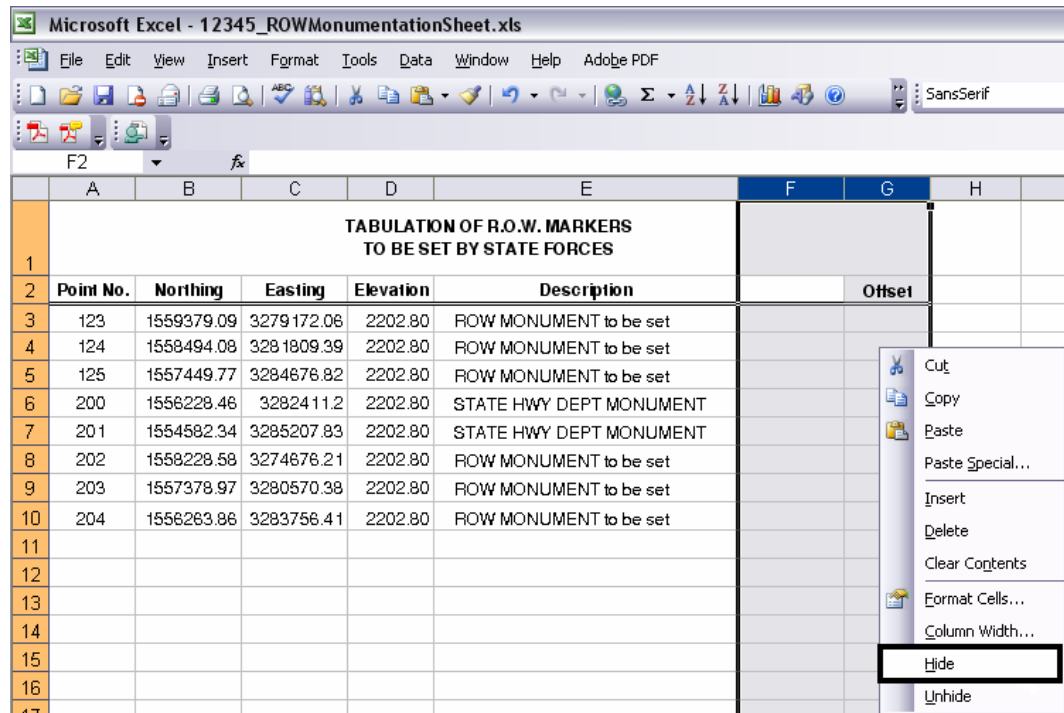 Microsoft Excel - 12345_ROWMonumentationSheet.xls
File Edit View Insert Format Tools Data Window Help Adobe PDF
ABC Σ A Z Z A SansSerif
F2 fx
A B C D E F G H
TABULATION OF R.O.W. MARKERS
TO BE SET BY STATE FORCES
1
2 Point No. Northing Easting Elevation Description Offset
3 123 1559379.09 3279172.06 2202.80 ROW MONUMENT to be set
4 124 1558494.08 3281809.39 2202.80 ROW MONUMENT to be set
5 125 1557449.77 3284676.82 2202.80 ROW MONUMENT to be set
6 200 1556228.46 3282411.2 2202.80 STATE HWY DEPT MONUMENT
7 201 1554582.34 3285207.83 2202.80 STATE HWY DEPT MONUMENT
8 202 1558228.58 3274676.21 2202.80 ROW MONUMENT to be set
9 203 1557378.97 3280570.38 2202.80 ROW MONUMENT to be set
10 204 1556263.86 3283756.41 2202.80 ROW MONUMENT to be set
11
12
13
14
15
16
17
Cut
Copy
Paste
Paste Special...
Insert
Delete
Clear Contents
Format Cells...
Column Width...
Hide
Unhide